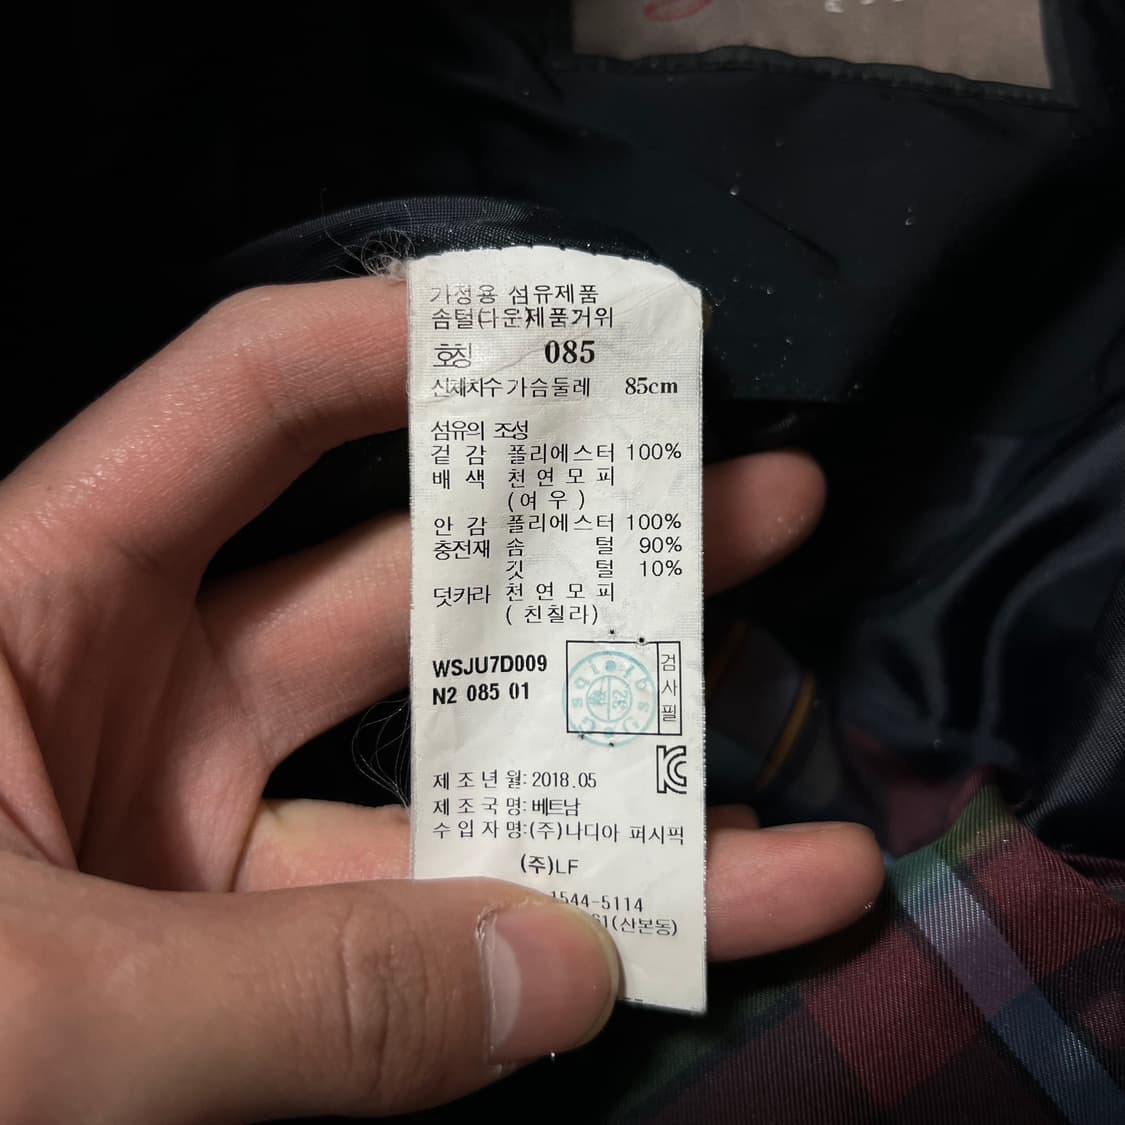 가정용 섬유제품
솜털(다운)제품거위
호칭 085
신체치수 가슴둘레 85cm
섬유의 조성
겉 감 폴리에스터 100%
배 색 천 연 모 피
(여 우)
안 감 폴리에스터 100%
충전재 솜 털 90%
깃 털 10%
덧카라 천 연 모 피
(친칠라)
WSJU7D009
N2 085 01
검사필
제 조 년 월: 2018.05
제 조 국 명: 베트남
수 입 자 명: (주)나디아 퍼시픽
(주)LF
1544-5114
(산본동)